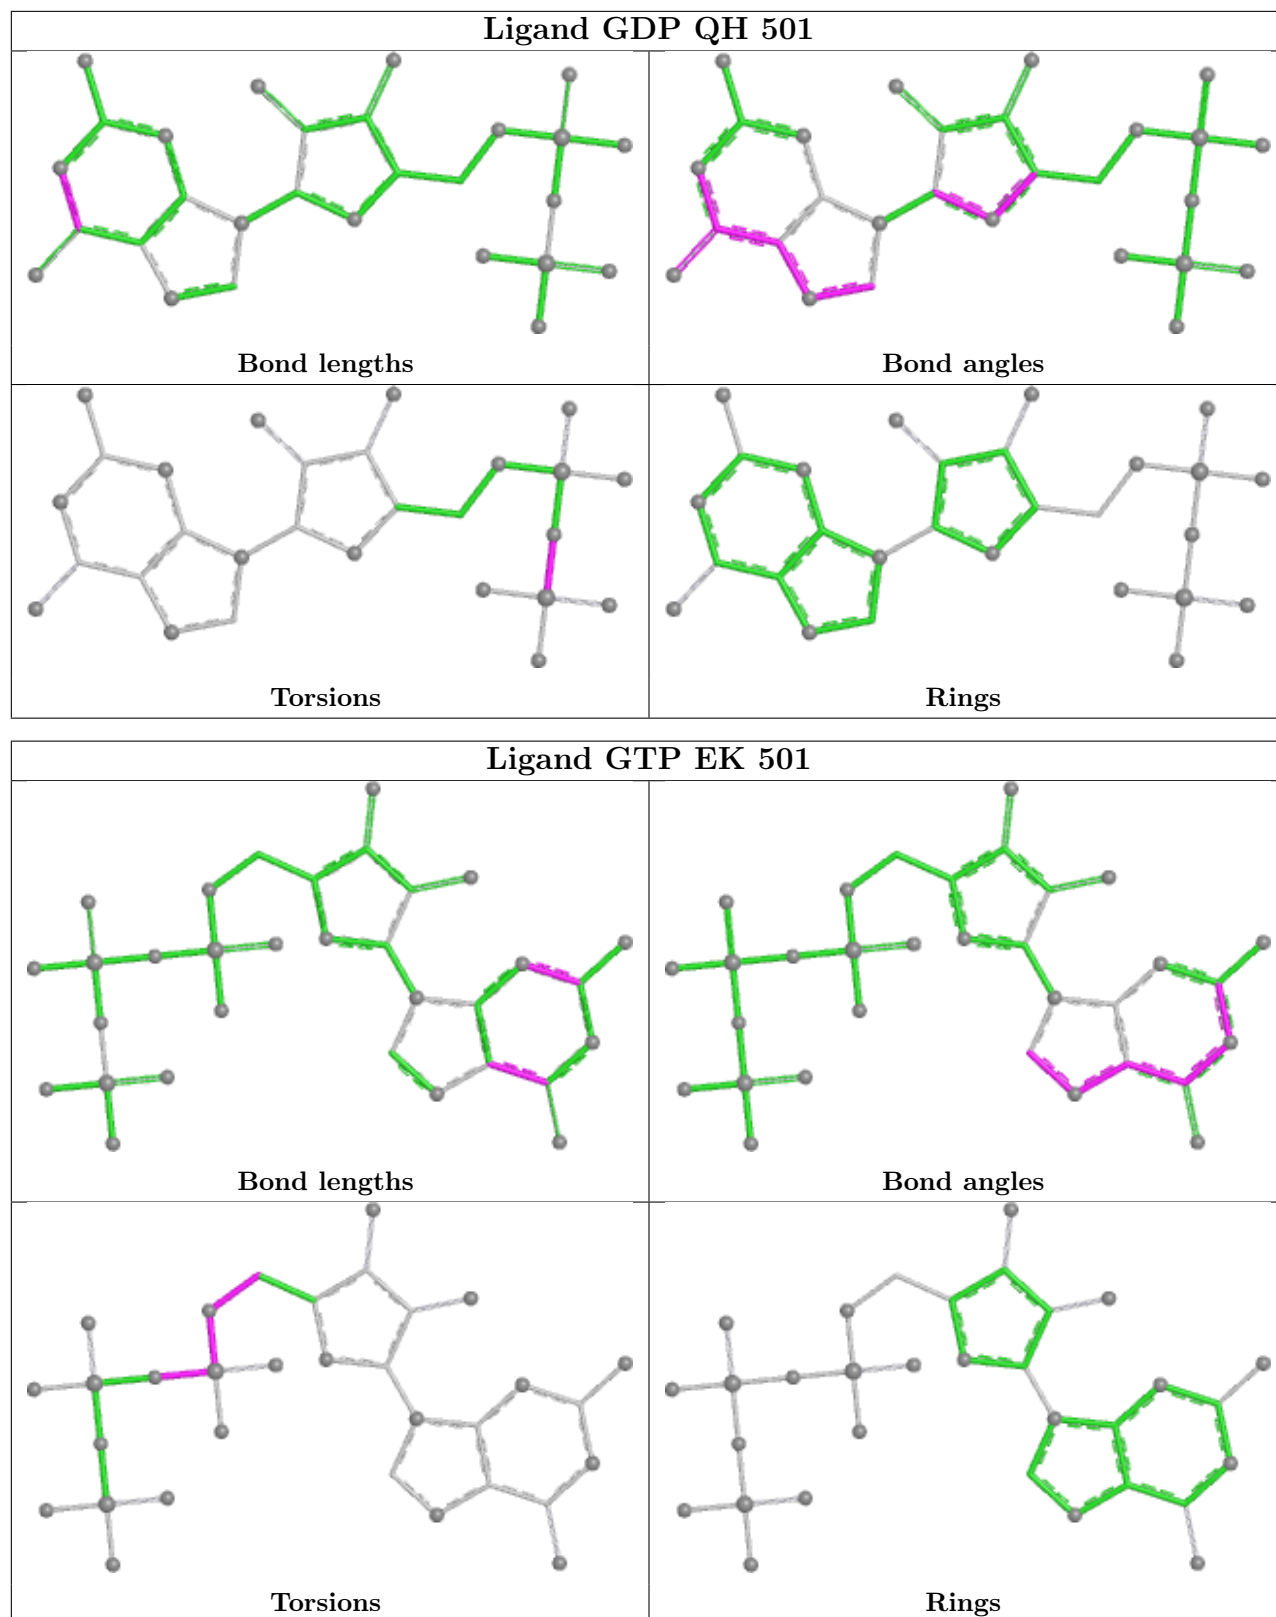 Ligand GDP QH 501
Bond lengths
Bond angles
Torsions
Rings
Ligand GTP EK 501
Bond lengths
Bond angles
Torsions
Rings